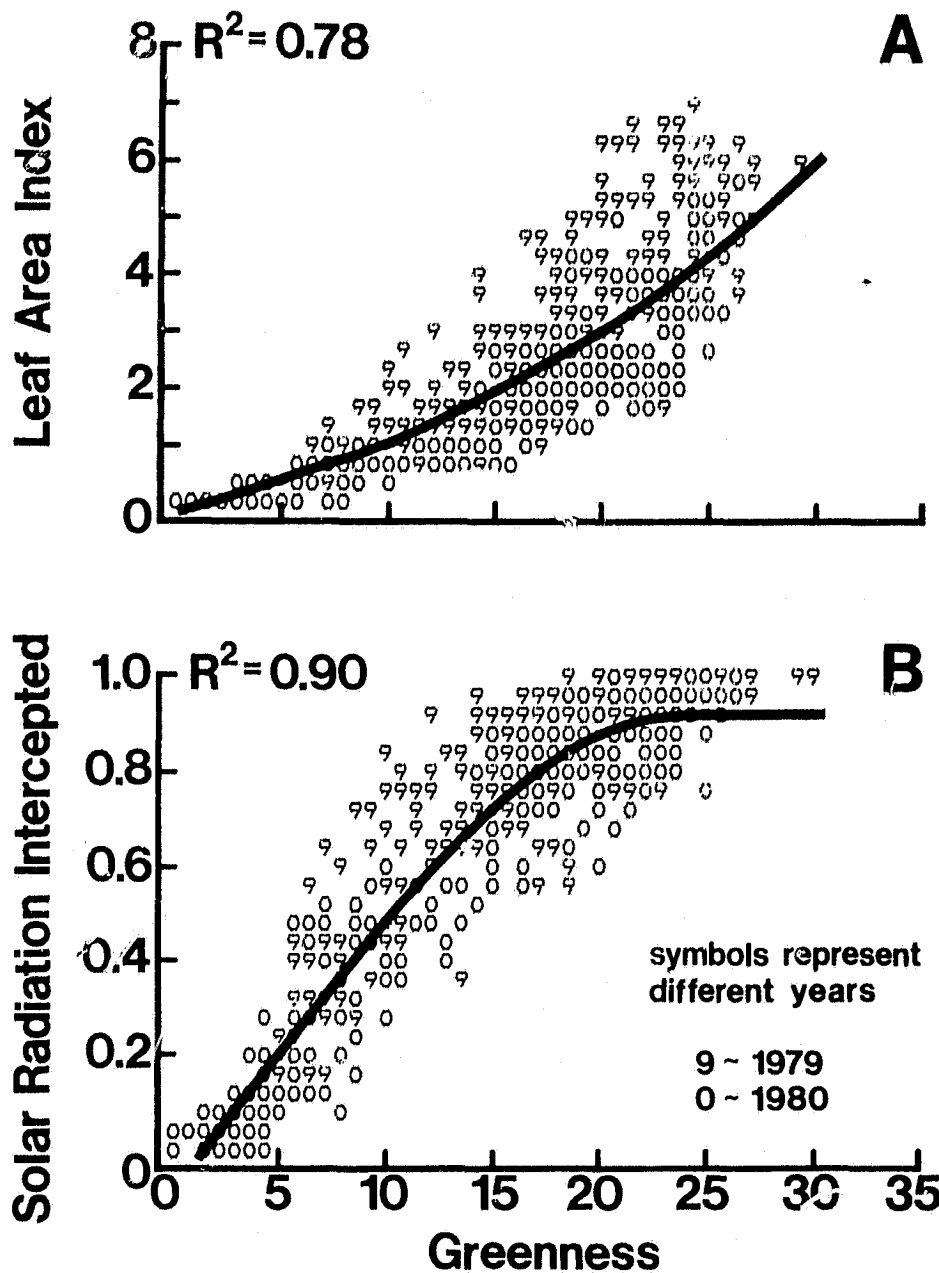 A
R²=0.78
Leaf Area Index
8
6
4
2
0
B
R²=0.90
Solar Radiation Intercepted
1.0
0.8
0.6
0.4
0.2
0
symbols represent
different years
9 ~ 1979
0 ~ 1980
0 5 10 15 20 25 30 35
Greenness